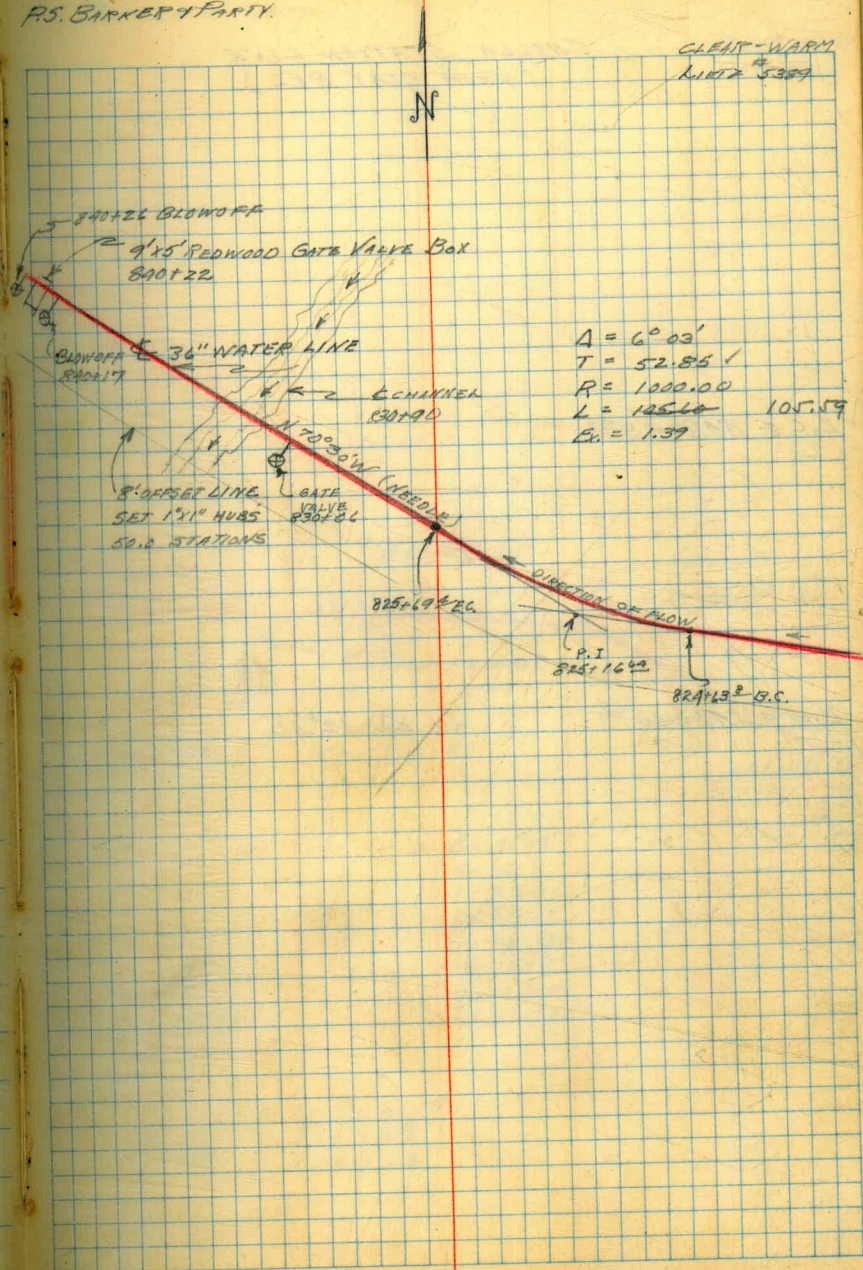 P.S. BARKER & PARTY.
CLEAR - WARM
LIETZ #5389
N
840+26 BLOWOFF
9'X5' REDWOOD GATE VALVE BOX
840+22
BLOWOFF
840+17
℄ 36" WATER LINE
℄ CHANNEL
830+90
Δ = 6° 03'
T = 52.85 ✓
R = 1000.00
L = 105.60 105.59
Ex. = 1.39
N 70°30'W (NEEDLE)
8' OFFSET LINE
SET 1"X1" HUBS
50.0 STATIONS
GATE
VALVE
830+06
DIRECTION OF FLOW
825+69 E.C.
P.I
825+16 64
824+63 8 B.C.